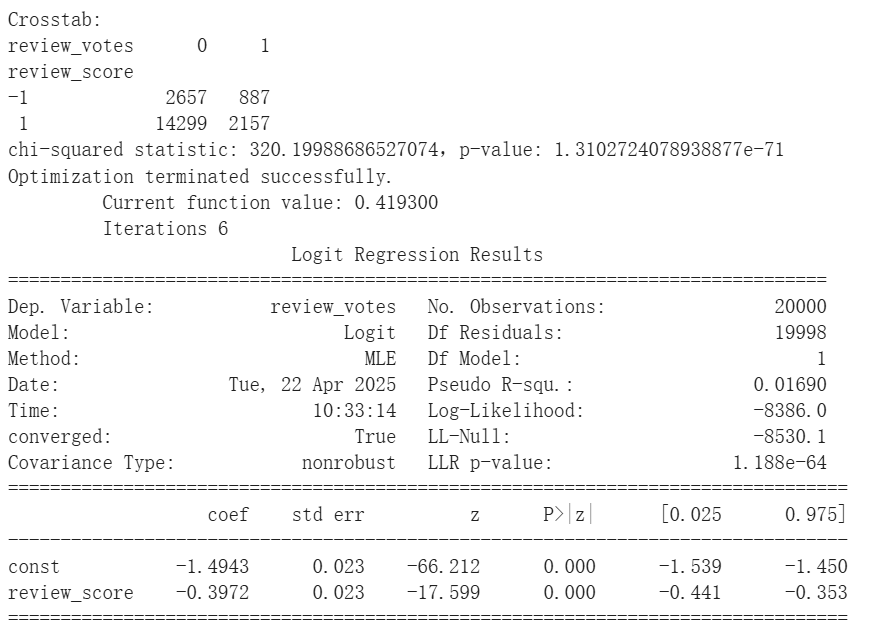 Crosstab:
review_votes      0     1
review_score
-1             2657   887
 1            14299  2157
chi-squared statistic: 320.19988686527074, p-value: 1.3102724078938877e-71
Optimization terminated successfully.
         Current function value: 0.419300
         Iterations 6
                           Logit Regression Results
==============================================================================
Dep. Variable:           review_votes   No. Observations:                20000
Model:                          Logit   Df Residuals:                    19998
Method:                           MLE   Df Model:                            1
Date:                Tue, 22 Apr 2025   Pseudo R-squ.:                 0.01690
Time:                        10:33:14   Log-Likelihood:                -8386.0
converged:                       True   LL-Null:                       -8530.1
Covariance Type:            nonrobust   LLR p-value:                 1.188e-64
================================================================================
                   coef    std err          z      P>|z|      [0.025      0.975]
--------------------------------------------------------------------------------
const           -1.4943      0.023    -66.212      0.000      -1.539      -1.450
review_score    -0.3972      0.023    -17.599      0.000      -0.441      -0.353
================================================================================